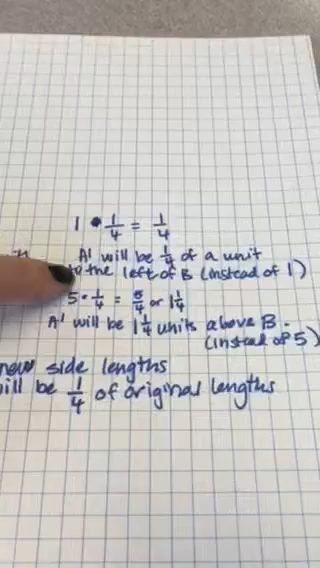 1 • 1/4 = 1/4
A' will be 1/4 of a unit
the left of B (instead of 1)
5 • 1/4 = 5/4 or 1 1/4
A' will be 1 1/4 units above B.
(instead of 5)
new side lengths
will be 1/4 of original lengths